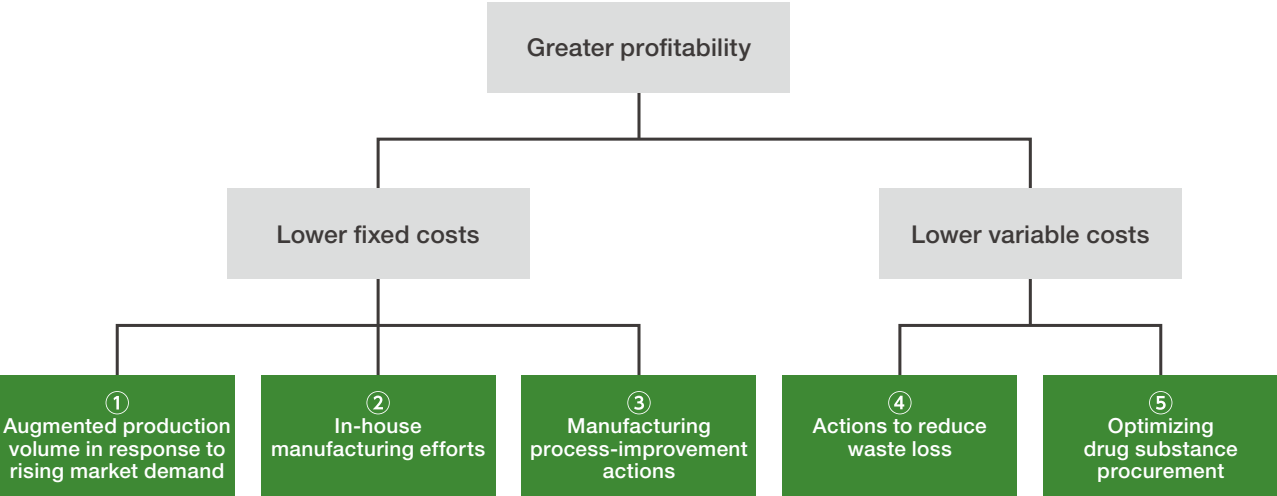 Greater profitability
Lower fixed costs
Lower variable costs
①
Augmented production
volume in response to
rising market demand
②
In-house
manufacturing efforts
③
Manufacturing
process-improvement
actions
④
Actions to reduce
waste loss
⑤
Optimizing
drug substance
procurement